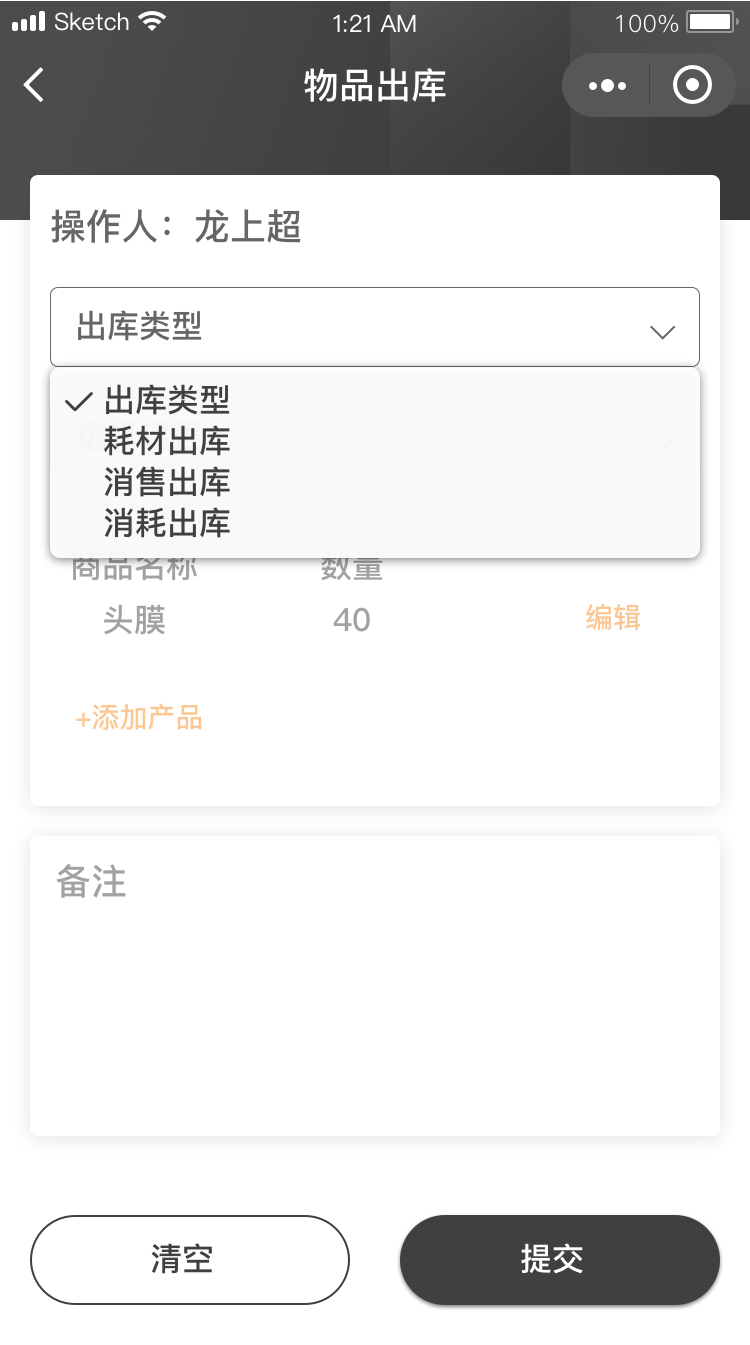 Sketch 1:21 AM 100%
物品出库
操作人：龙上超
出库类型
出库类型
耗材出库
消售出库
消耗出库
商品名称 数量
头膜 40 编辑
+添加产品
备注
清空 提交